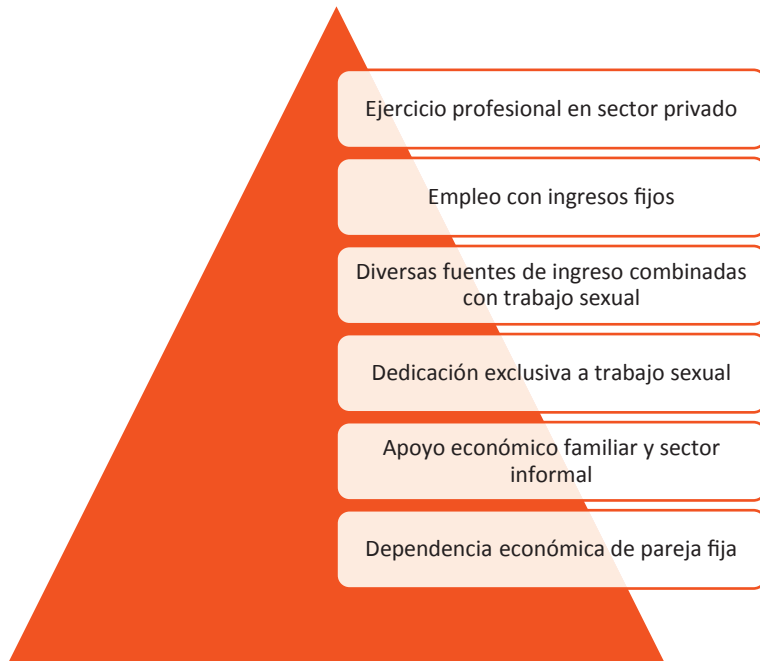 Ejercicio profesional en sector privado
Empleo con ingresos fijos
Diversas fuentes de ingreso combinadas
con trabajo sexual
Dedicación exclusiva a trabajo sexual
Apoyo económico familiar y sector
informal
Dependencia económica de pareja fija